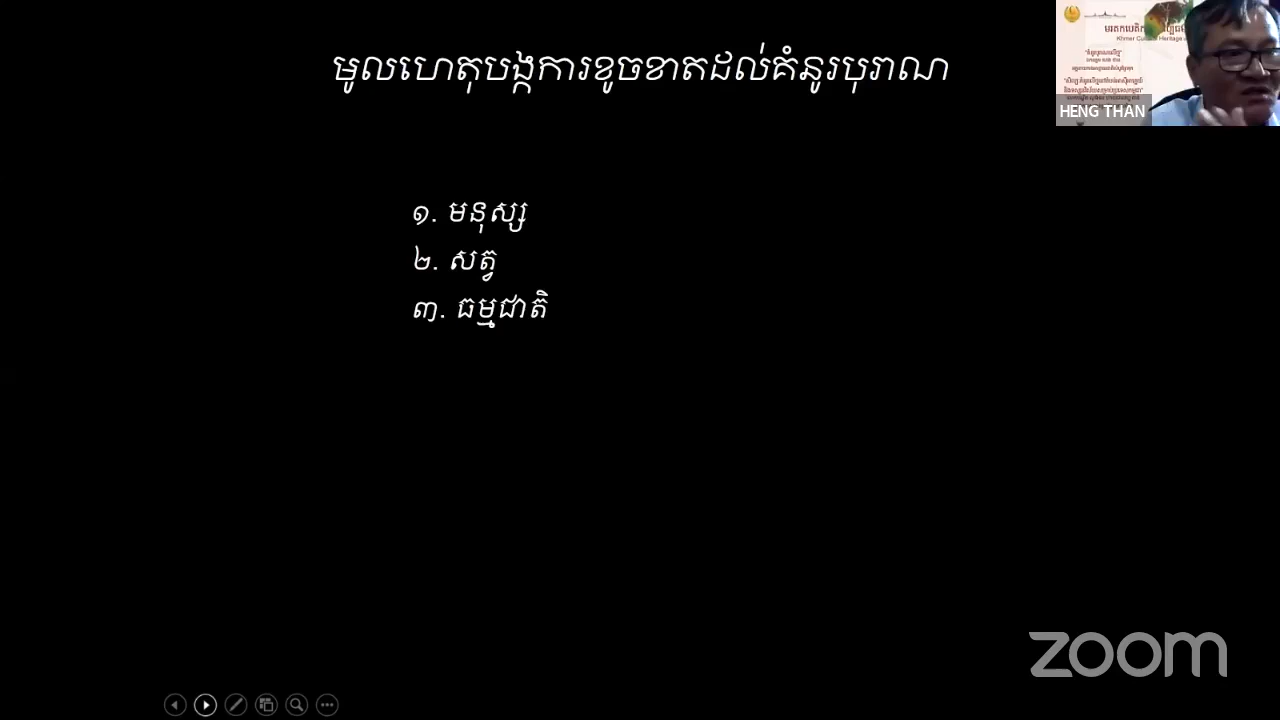 មូលហេតុបង្កការខូចខាតដល់គំនូរបុរាណ
១. មនុស្ស
២. សត្វ
៣. ធម្មជាតិ
HENG THAN
zoom